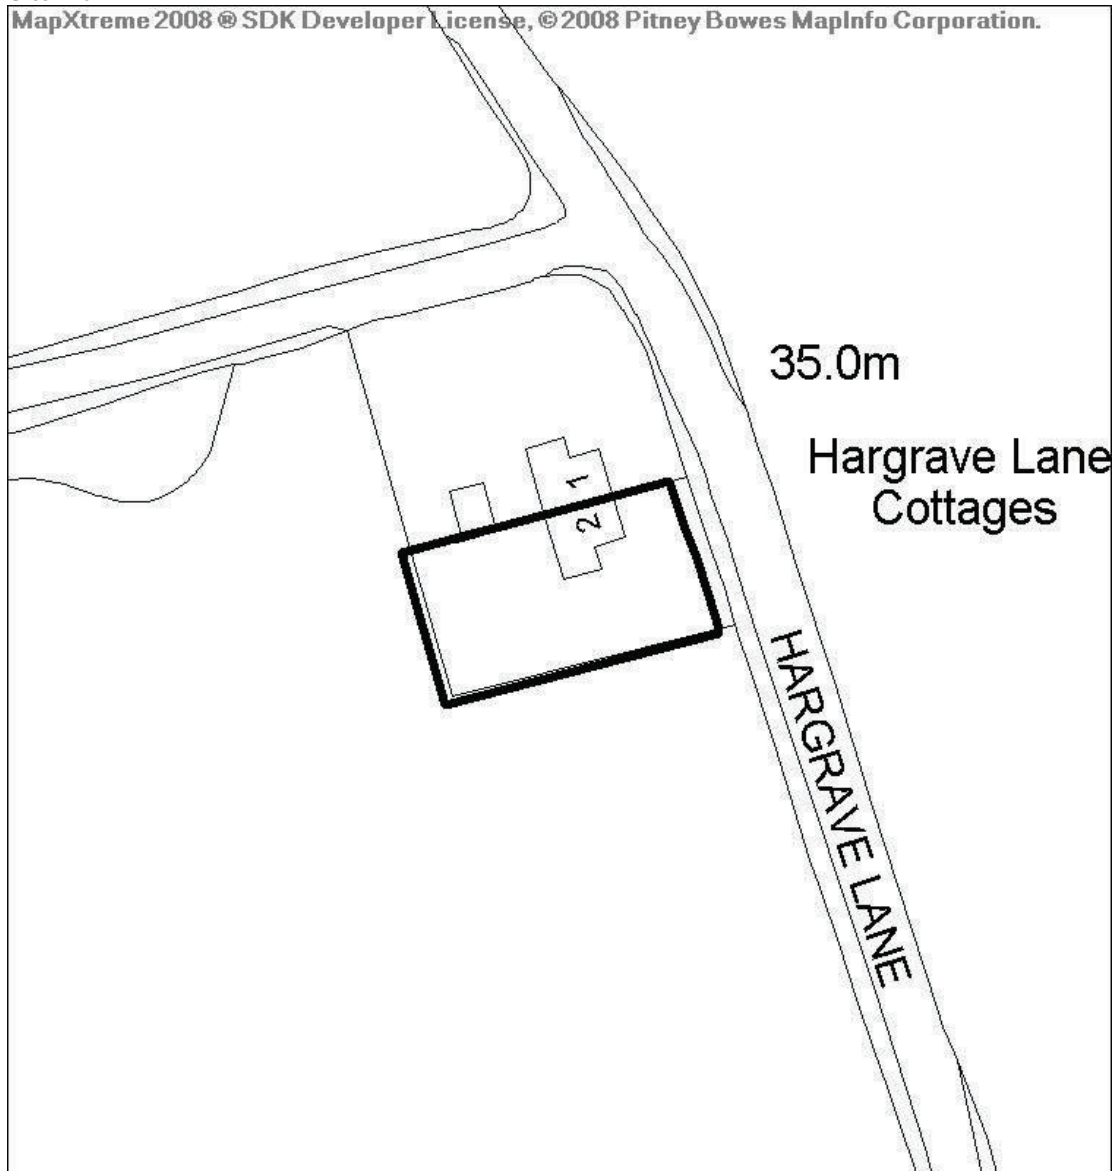 MapXtreme 2008 ® SDK Developer License, © 2008 Pitney Bowes MapInfo Corporation.
35.0m
Hargrave Lane
Cottages
1
2
HARGRAVE LANE